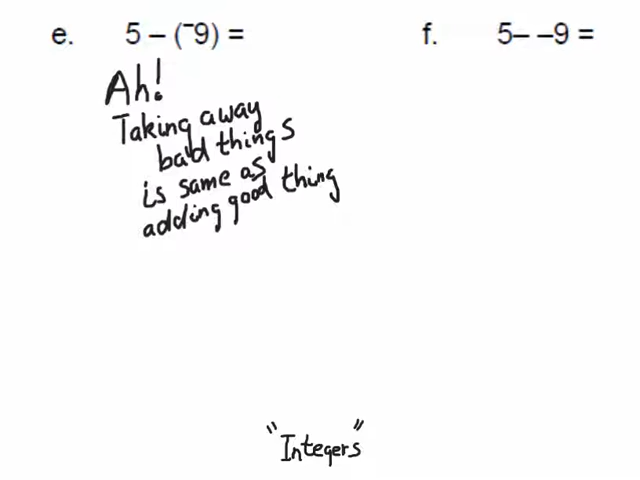 e. 5 – (⁻9) =
f. 5– –9 =
Ah!
Taking away
bad things
is same as
adding good thing
"Integers"